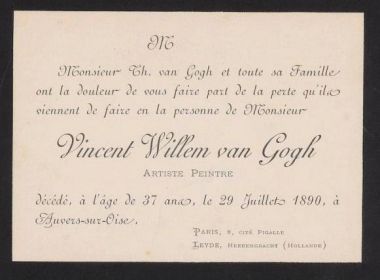 M
Monsieur Th. van Gogh et toute sa Famille
ont la douleur de vous faire part de la perte qu'ils
viennent de faire en la personne de Monsieur
Vincent Willem van Gogh
ARTISTE PEINTRE
décédé, à l'âge de 37 ans, le 29 Juillet 1890, à
Auvers-sur-Oise.
PARIS, 8, CITÉ PIGALLE
LEYDE, HEERENGRACHT (HOLLANDE)